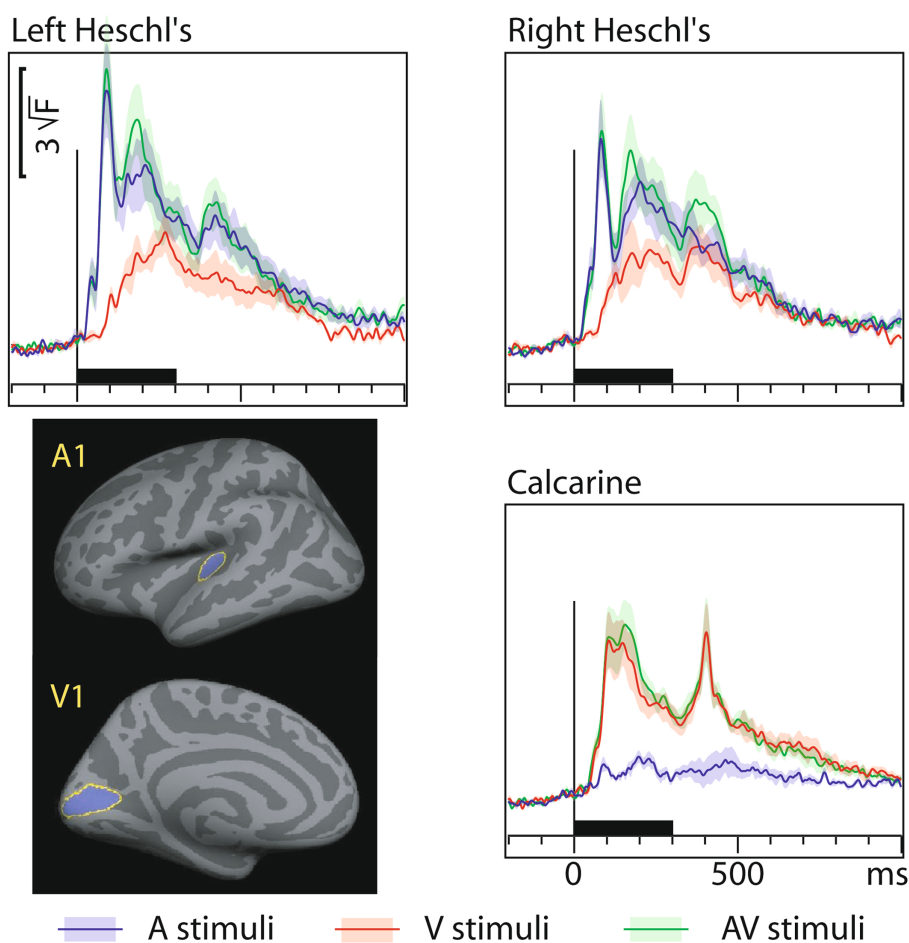 Left Heschl's
Right Heschl's
3 √F
A1
V1
Calcarine
0 500 ms
A stimuli V stimuli AV stimuli